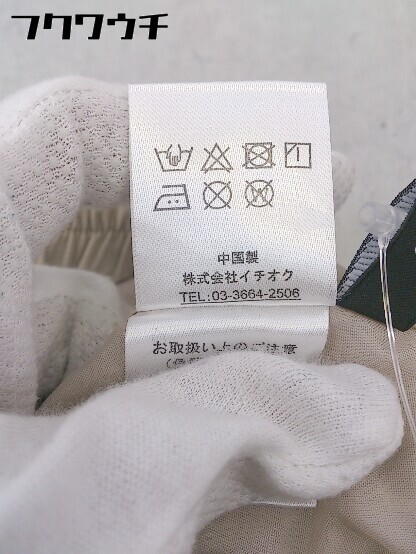 フクワウチ
中国製
株式会社イチオク
TEL:03-3664-2506
お取扱い上のご注意